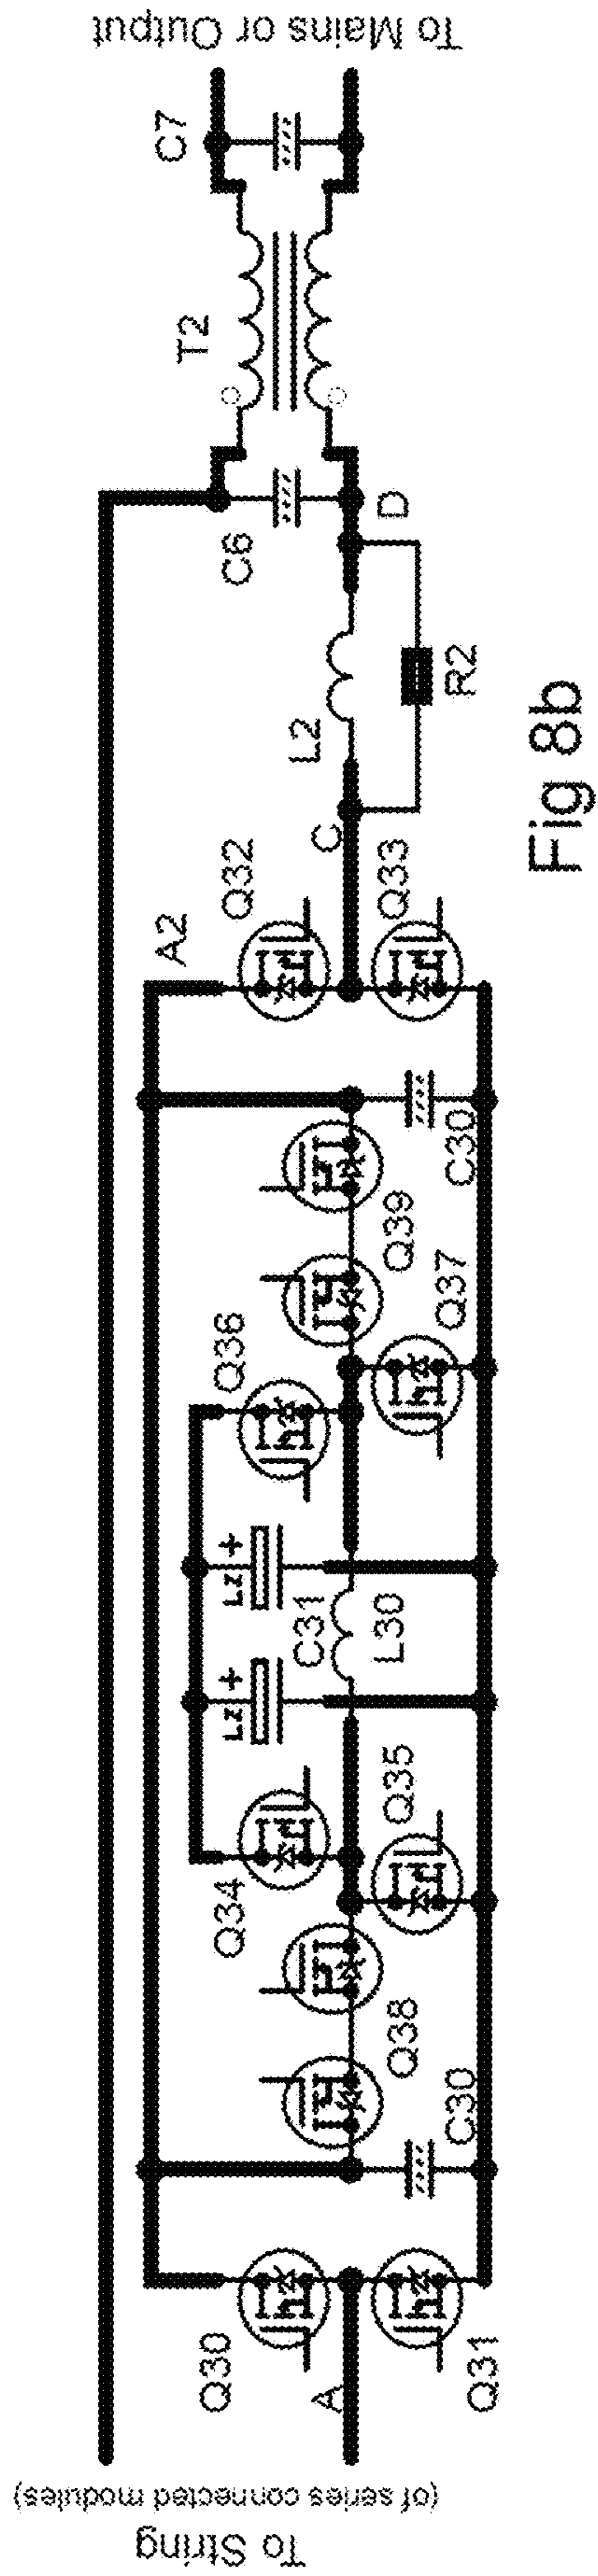 To Mains or Output
C7
T2
C6
D
L2
R2
C
Fig 8b
A2
Q32
Q33
C30
Q39
Q37
Q36
Lz +
C31
L30
Lz +
Q35
Q34
Q38
C30
Q30
A
Q31
To String
(of series connected modules)